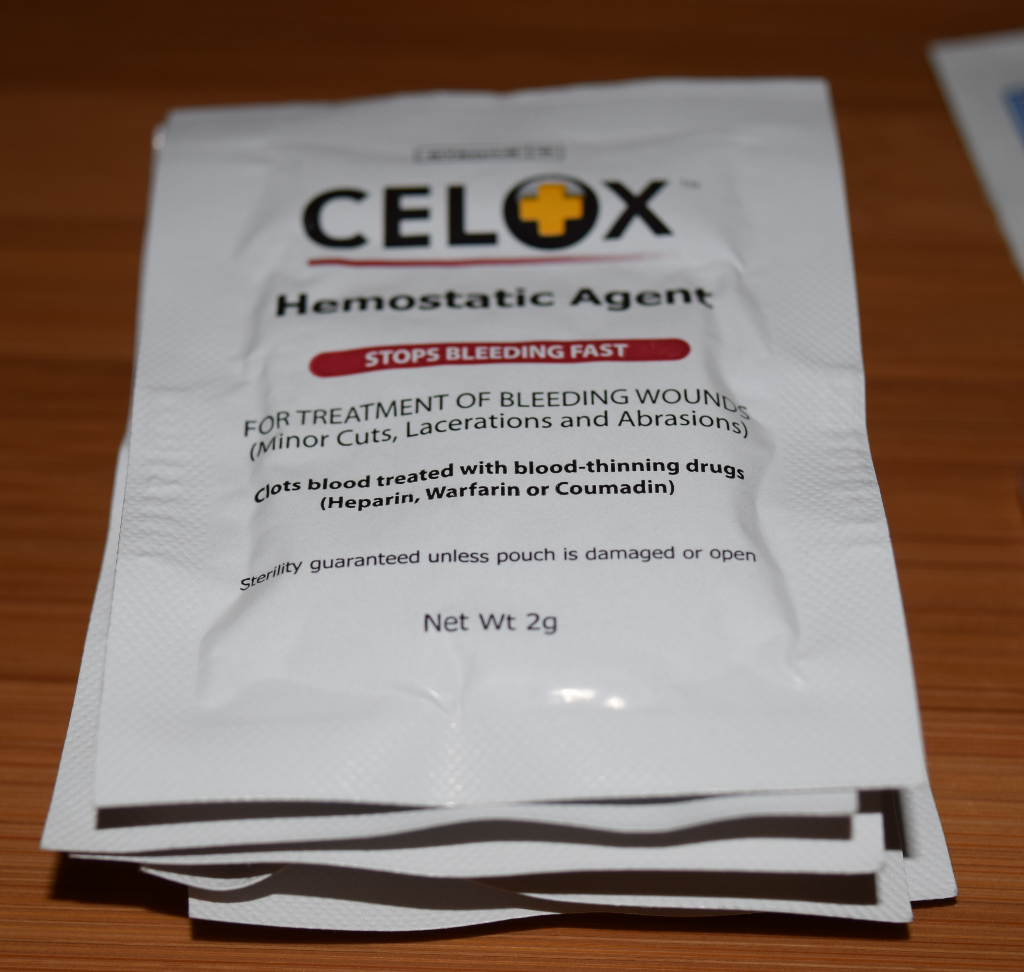 CELOX™
Hemostatic Agent
STOPS BLEEDING FAST
FOR TREATMENT OF BLEEDING WOUNDS
(Minor Cuts, Lacerations and Abrasions)
Clots blood treated with blood-thinning drugs
(Heparin, Warfarin or Coumadin)
Sterility guaranteed unless pouch is damaged or open
Net Wt 2g